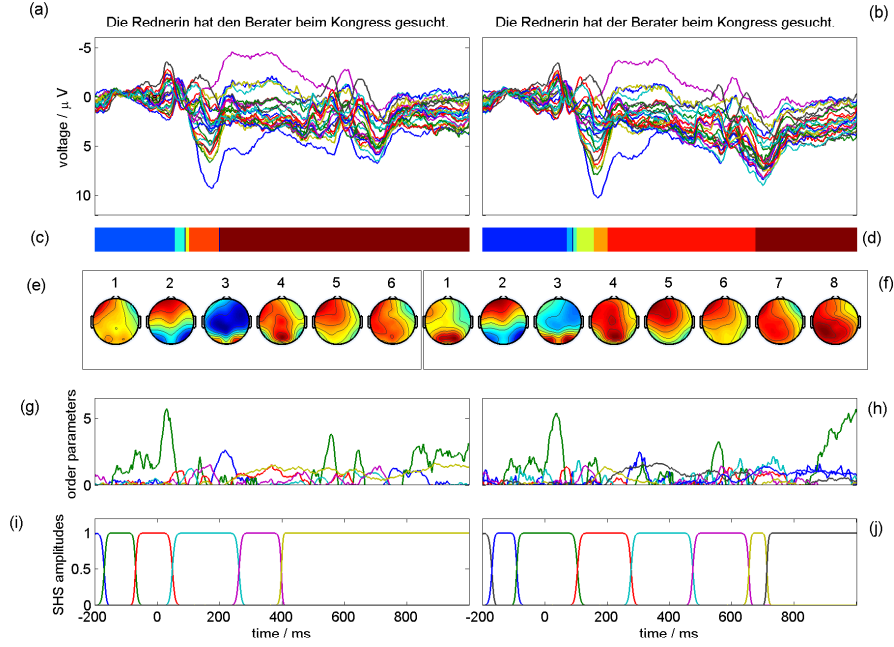 (a) Die Rednerin hat den Berater beim Kongress gesucht. Die Rednerin hat der Berater beim Kongress gesucht. (b)
voltage / μ V
-5
0
5
10
(c) (d)
(e) 1 2 3 4 5 6 1 2 3 4 5 6 7 8 (f)
(g) (h)
order parameters
5
0
(i) (j)
SHS amplitudes
1
0.5
0
-200 0 200 400 600 800 -200 0 200 400 600 800
time / ms time / ms